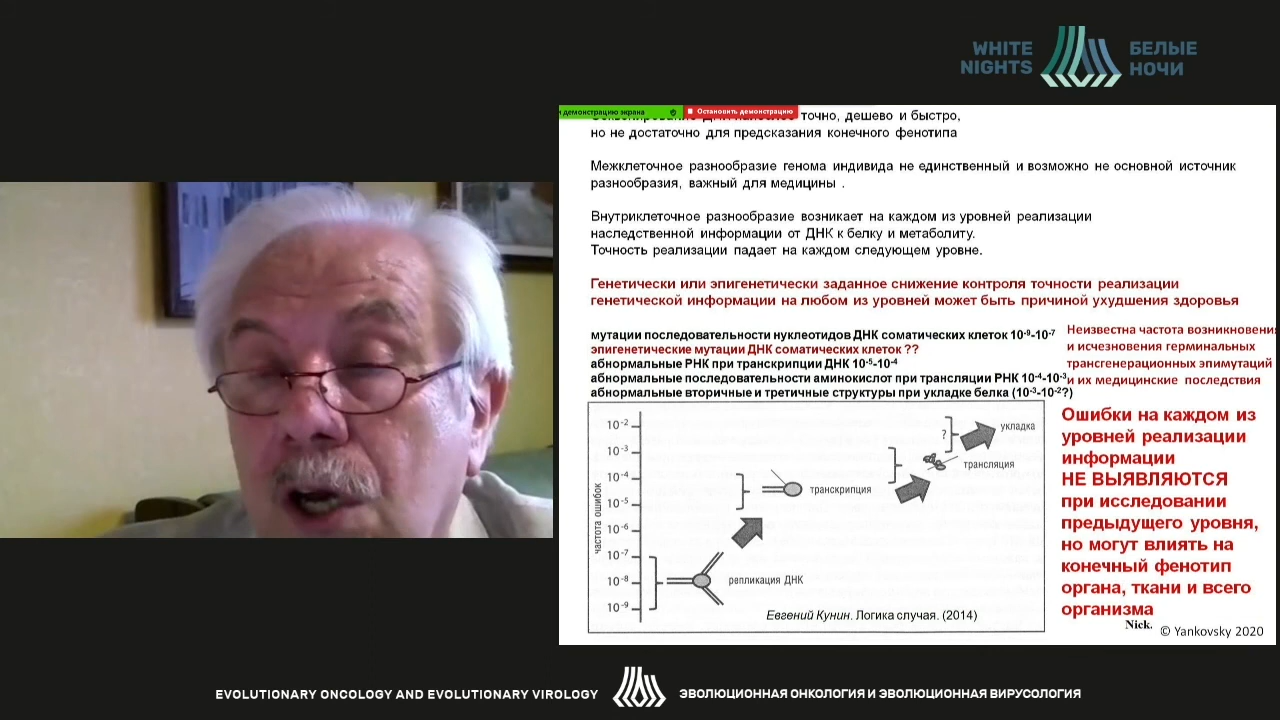 WHITE
NIGHTS
БЕЛЫЕ
НОЧИ
демонстрацию экрана
Остановить демонстрацию
точно, дешево и быстро,
но не достаточно для предсказания конечного фенотипа
Межклеточное разнообразие генома индивида не единственный и возможно не основной источник
разнообразия, важный для медицины .
Внутриклеточное разнообразие возникает на каждом из уровней реализации
наследственной информации от ДНК к белку и метаболиту.
Точность реализации падает на каждом следующем уровне.
Генетически или эпигенетически заданное снижение контроля точности реализации
генетической информации на любом из уровней может быть причиной ухудшения здоровья
мутации последовательности нуклеотидов ДНК соматических клеток 10⁻⁹-10⁻⁷
эпигенетические мутации ДНК соматических клеток ??
абнормальные РНК при транскрипции ДНК 10⁻⁵-10⁻⁴
абнормальные последовательности аминокислот при трансляции РНК 10⁻⁴-10⁻³
абнормальные вторичные и третичные структуры при укладке белка (10⁻³-10⁻²?)
Неизвестна частота возникновения
и исчезновения герминальных
трансгенерационных эпимутаций
и их медицинские последствия
частота ошибок
10⁻²
10⁻³
10⁻⁴
10⁻⁵
10⁻⁶
10⁻⁷
10⁻⁸
10⁻⁹
?
укладка
трансляция
транскрипция
репликация ДНК
Евгений Кунин. Логика случая. (2014)
Ошибки на каждом из
уровней реализации
информации
НЕ ВЫЯВЛЯЮТСЯ
при исследовании
предыдущего уровня,
но могут влиять на
конечный фенотип
органа, ткани и всего
организма
Nick.
© Yankovsky 2020
EVOLUTIONARY ONCOLOGY AND EVOLUTIONARY VIROLOGY
ЭВОЛЮЦИОННАЯ ОНКОЛОГИЯ И ЭВОЛЮЦИОННАЯ ВИРУСОЛОГИЯ